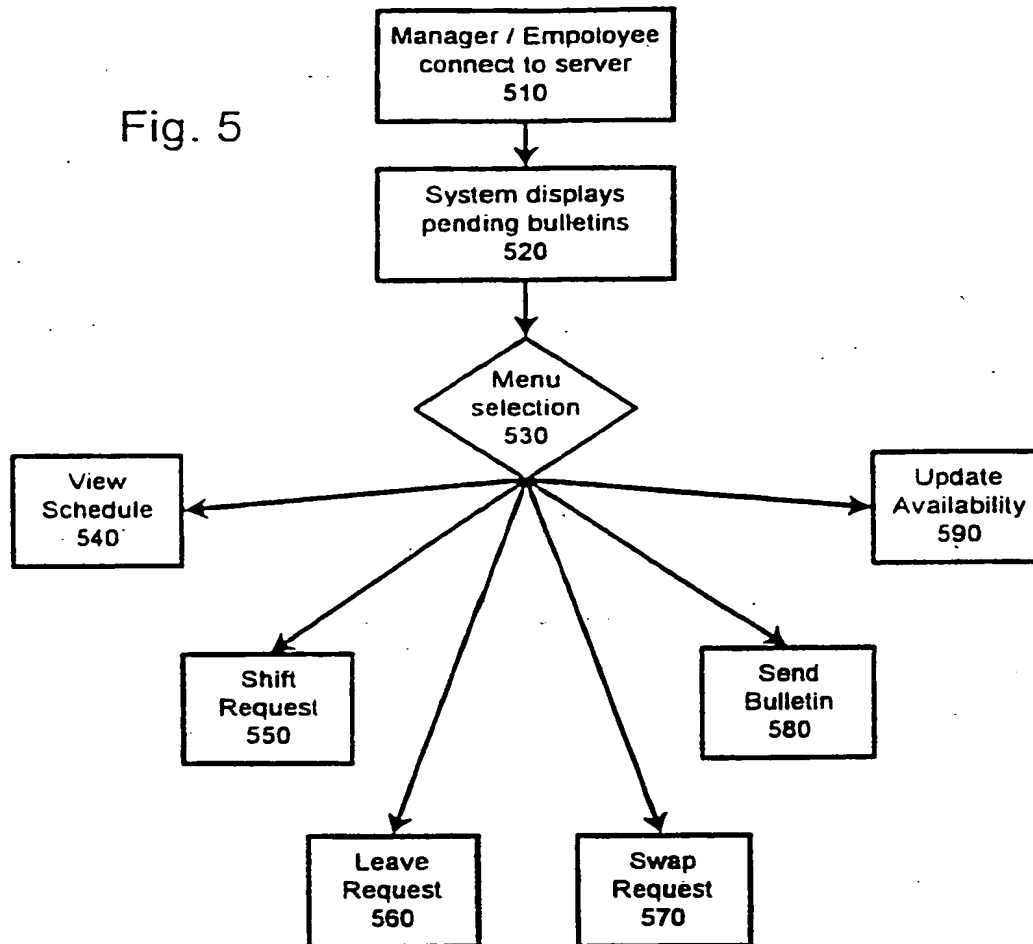 Manager / Empoloyee
connect to server
510
Fig. 5
System displays
pending bulletins
520
Menu
selection
530
View
Schedule
540
Update
Availability
590
Shift
Request
550
Send
Bulletin
580
Leave
Request
560
Swap
Request
570